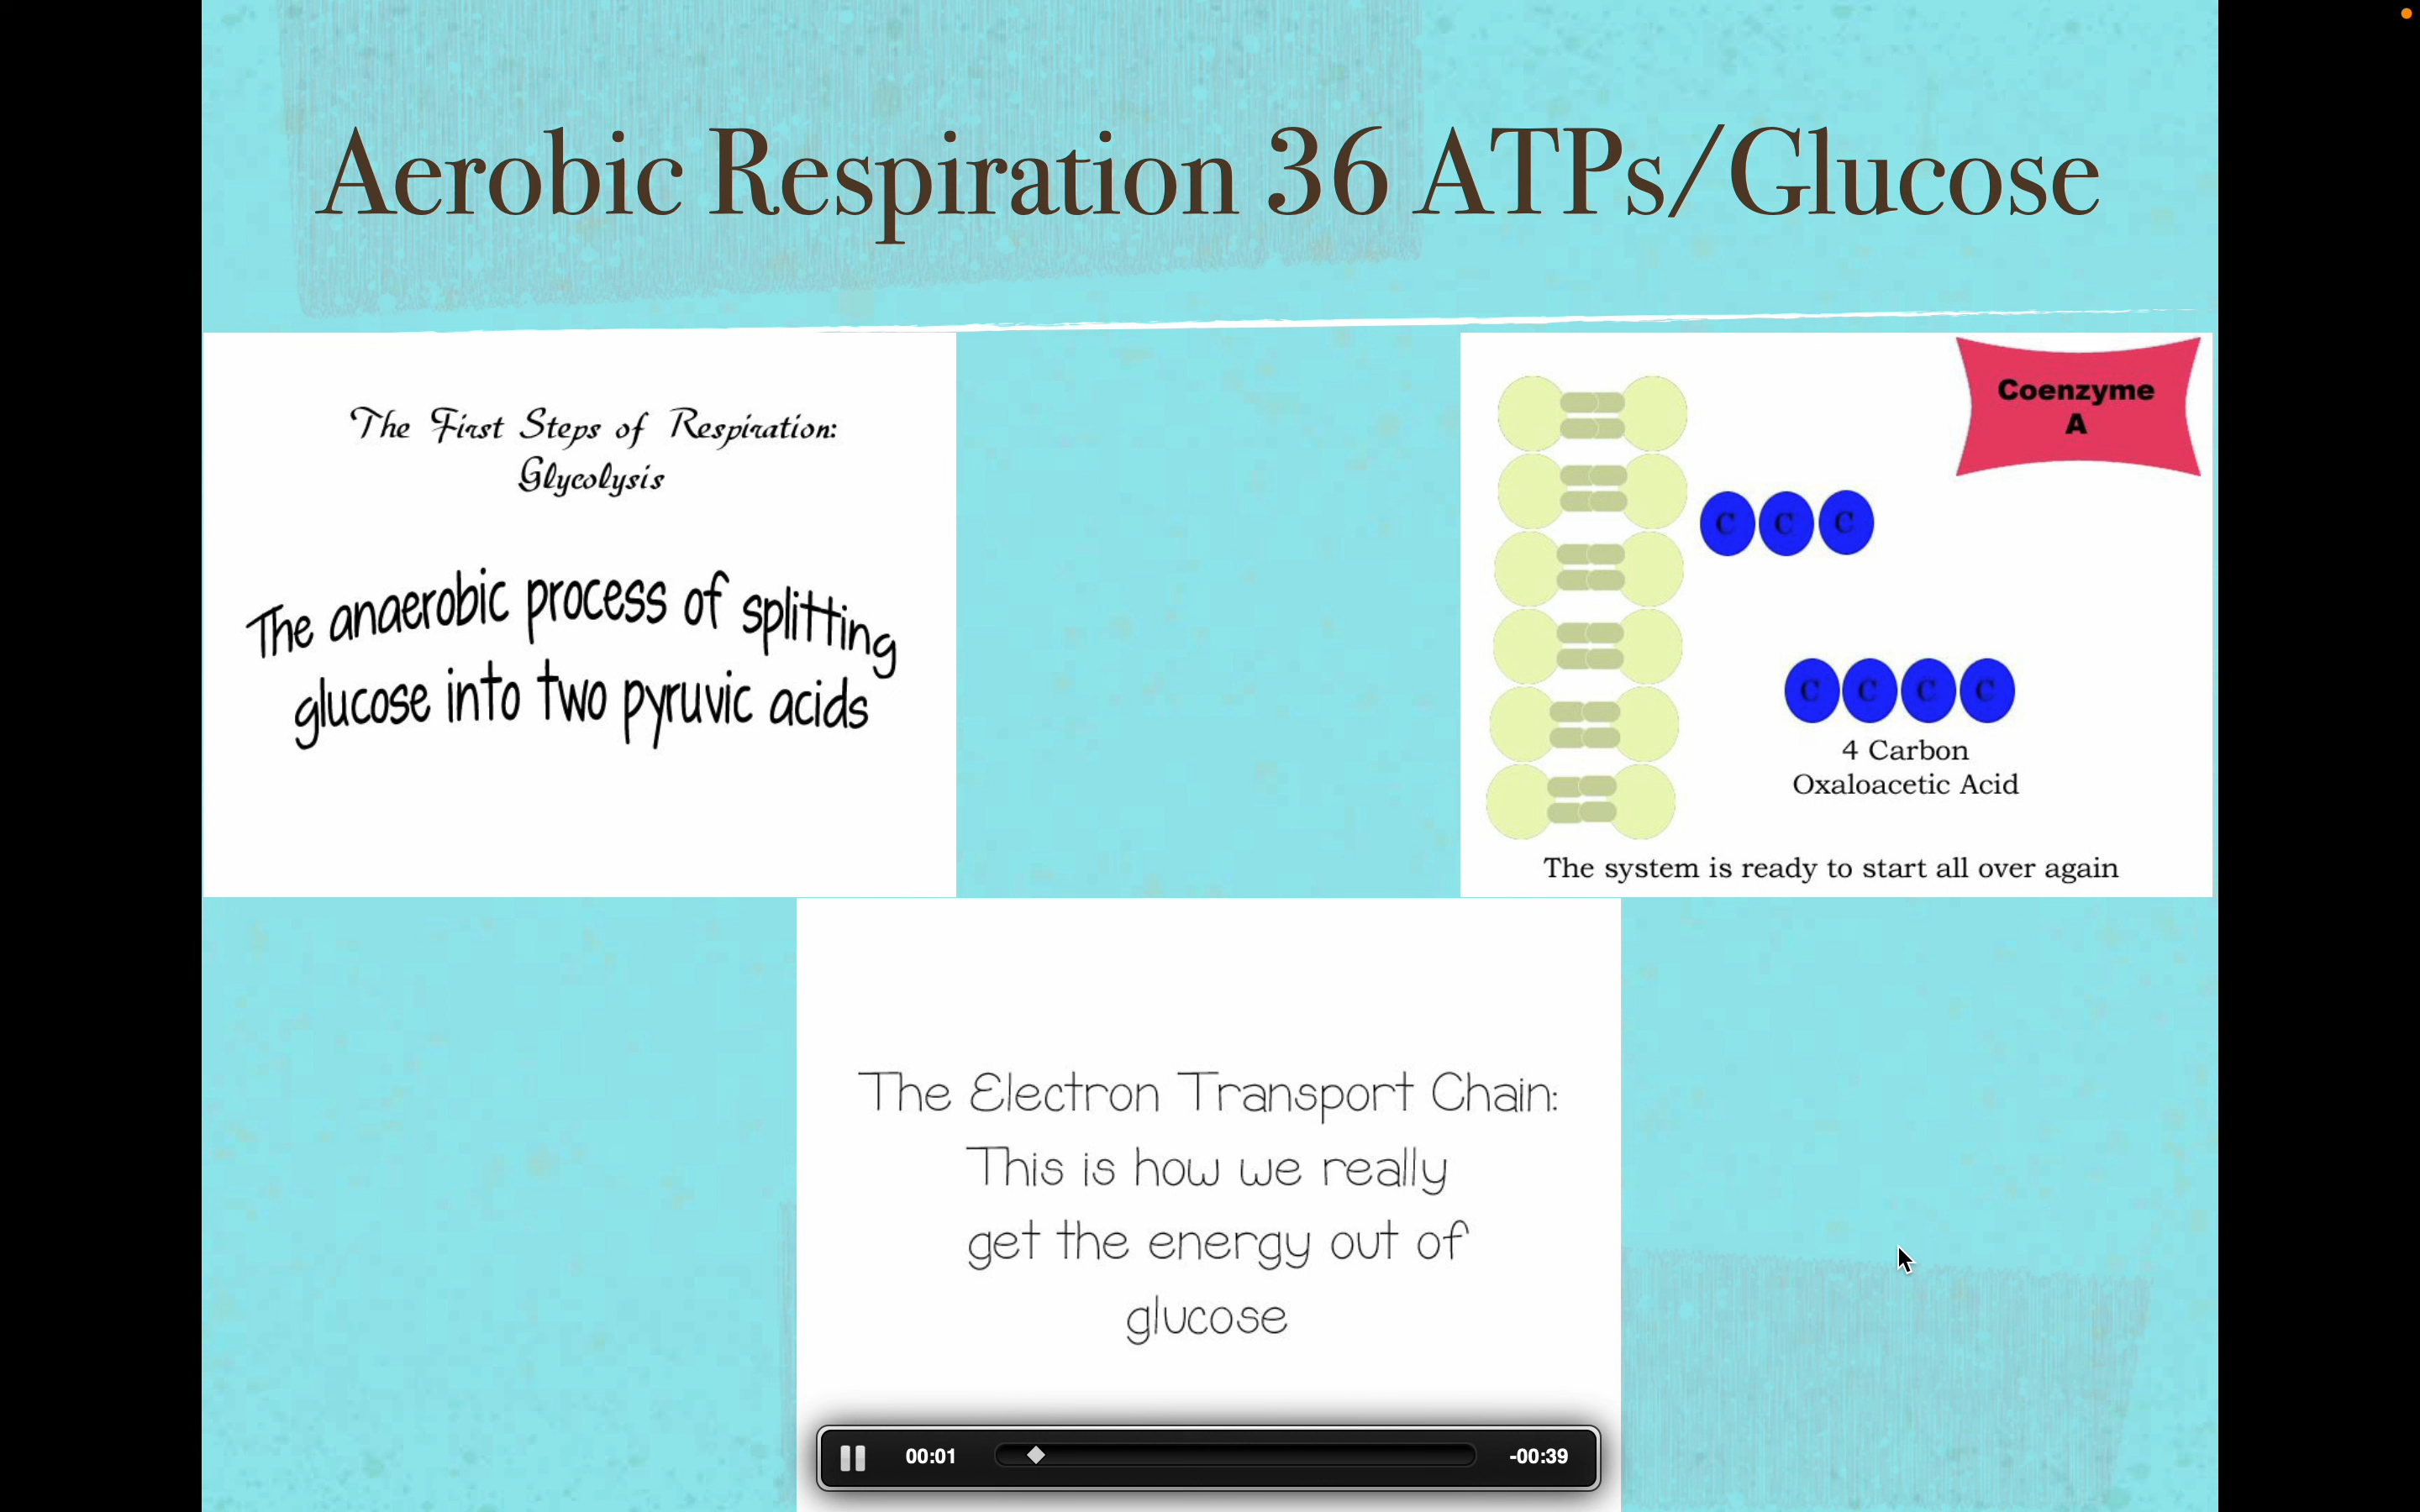 Aerobic Respiration 36 ATPs/Glucose
The First Steps of Respiration:
Glycolysis
The anaerobic process of splitting
glucose into two pyruvic acids
Coenzyme
A
C C C
C C C C
4 Carbon
Oxaloacetic Acid
The system is ready to start all over again
The Electron Transport Chain:
This is how we really
get the energy out of
glucose
00:01 -00:39